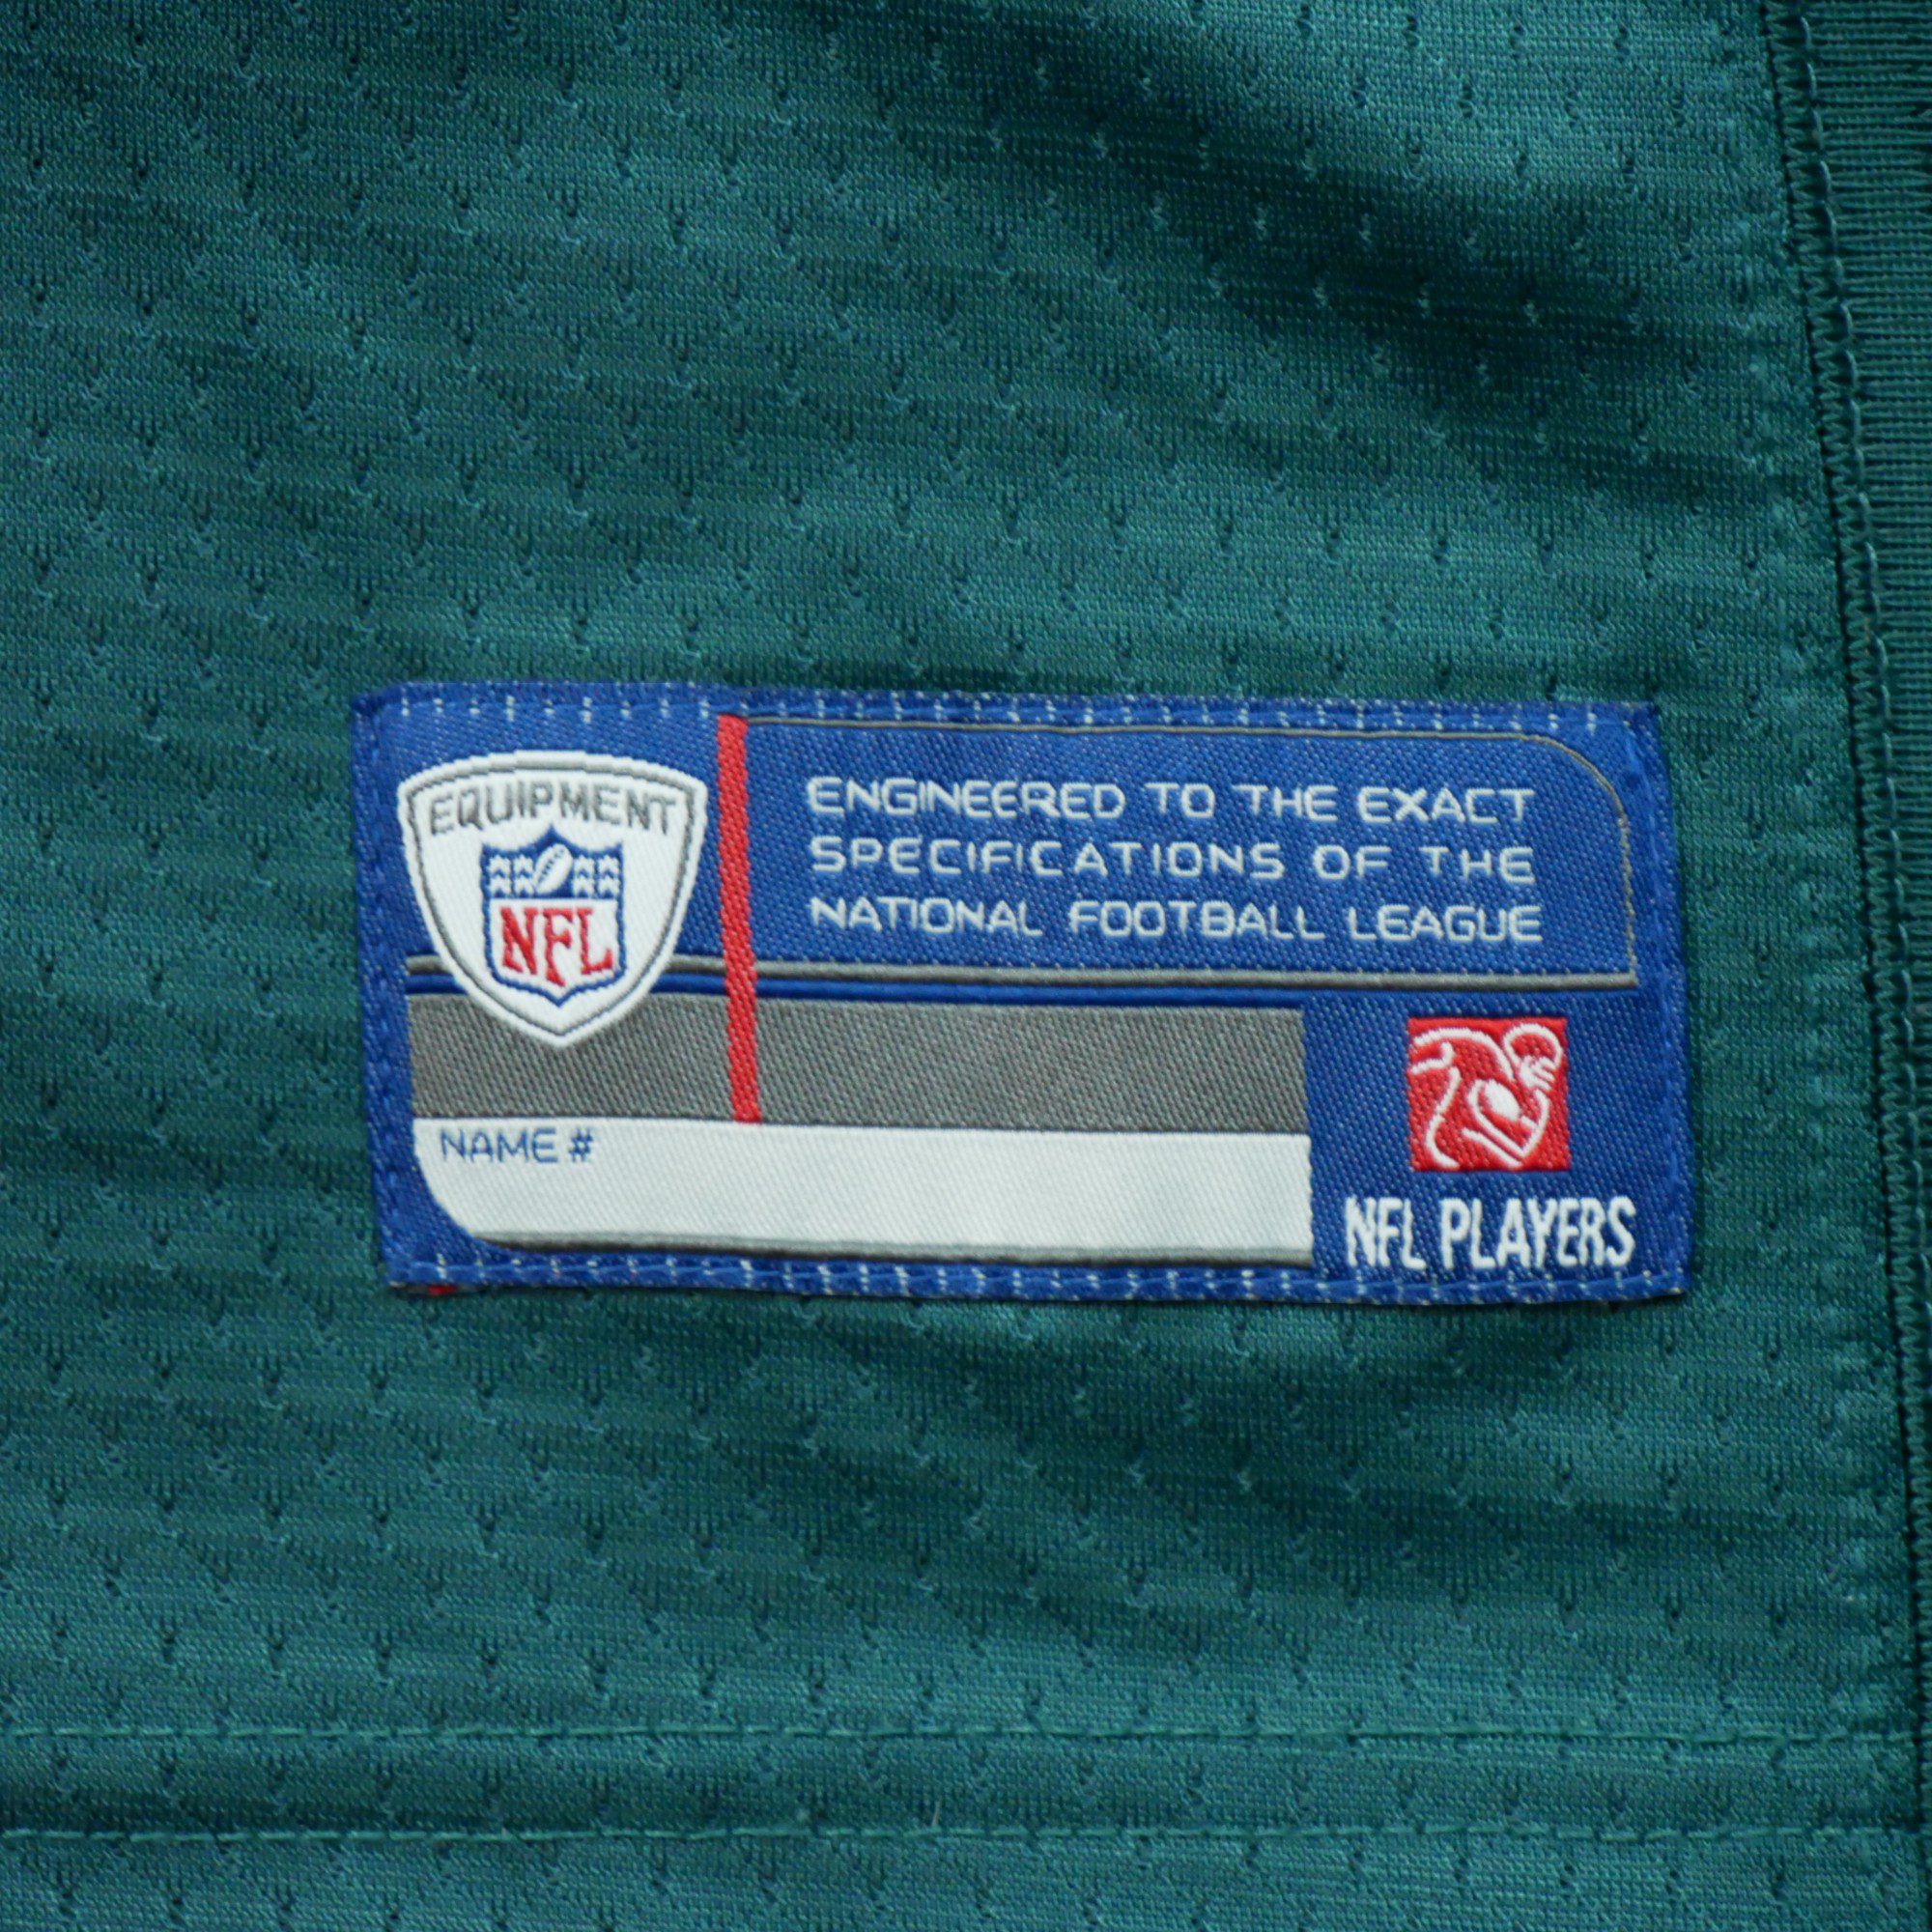 EQUIPMENT
NFL
ENGINEERED TO THE EXACT
SPECIFICATIONS OF THE
NATIONAL FOOTBALL LEAGUE
NAME #
NFL PLAYERS